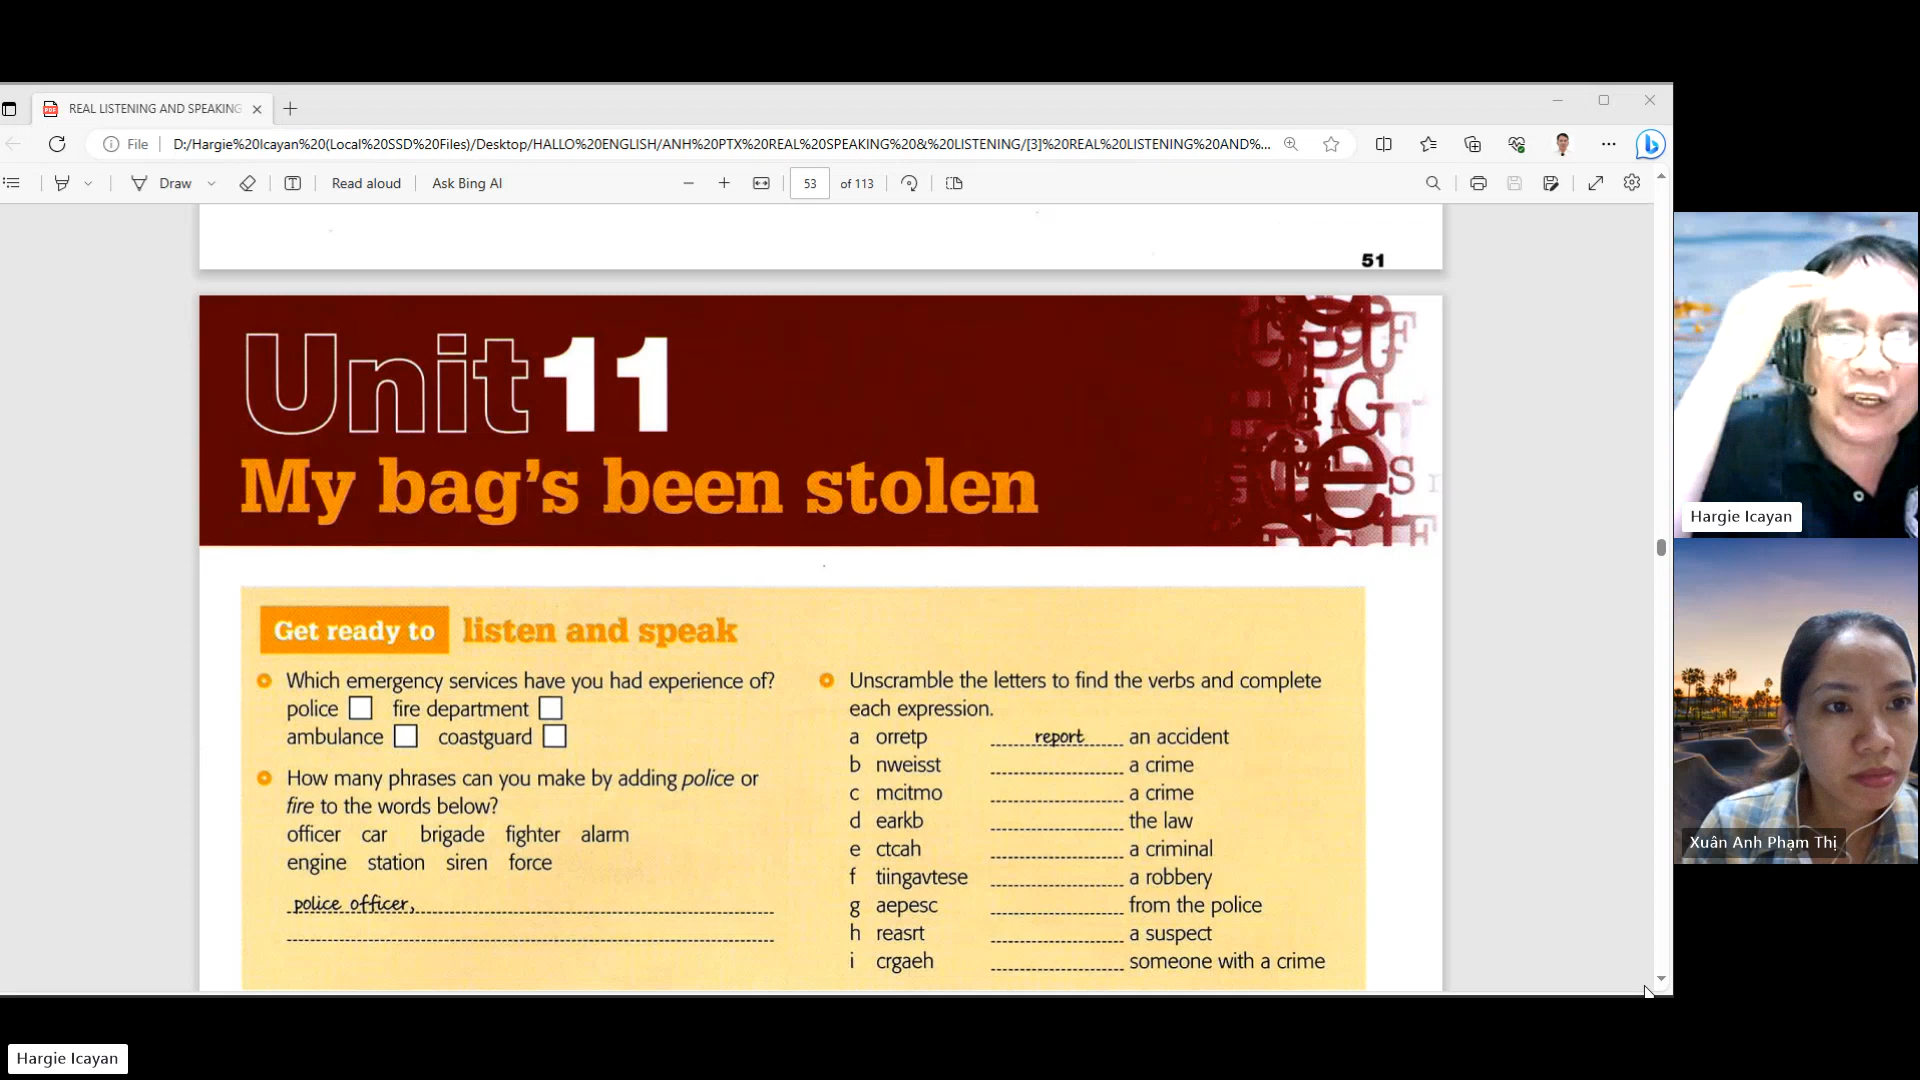 REAL LISTENING AND SPEAKING
File
D:/Hargie%20Icayan%20(Local%20SSD%20Files)/Desktop/HALLO%20ENGLISH/ANH%20PTX%20REAL%20SPEAKING%20&%20LISTENING/[3]%20REAL%20LISTENING%20AND%...
Draw
Read aloud
Ask Bing AI
53 of 113
51
Unit 11
My bag's been stolen
Get ready to listen and speak
Which emergency services have you had experience of?
police fire department
ambulance coastguard
How many phrases can you make by adding police or
fire to the words below?
officer car brigade fighter alarm
engine station siren force
police officer,
Unscramble the letters to find the verbs and complete
each expression.
a orretp report an accident
b nweisst a crime
c mcitmo a crime
d earkb the law
e ctcah a criminal
f tiingavtese a robbery
g aepesc from the police
h reasrt a suspect
i crgaeh someone with a crime
Hargie Icayan
Xuân Anh Phạm Thị
Hargie Icayan